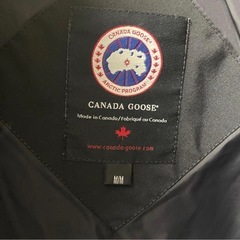 CANADA GOOSE
ARCTIC PROGRAM
CANADA GOOSE®
Made in Canada/Fabriqué au Canada
www.canada-goose.com
M/M